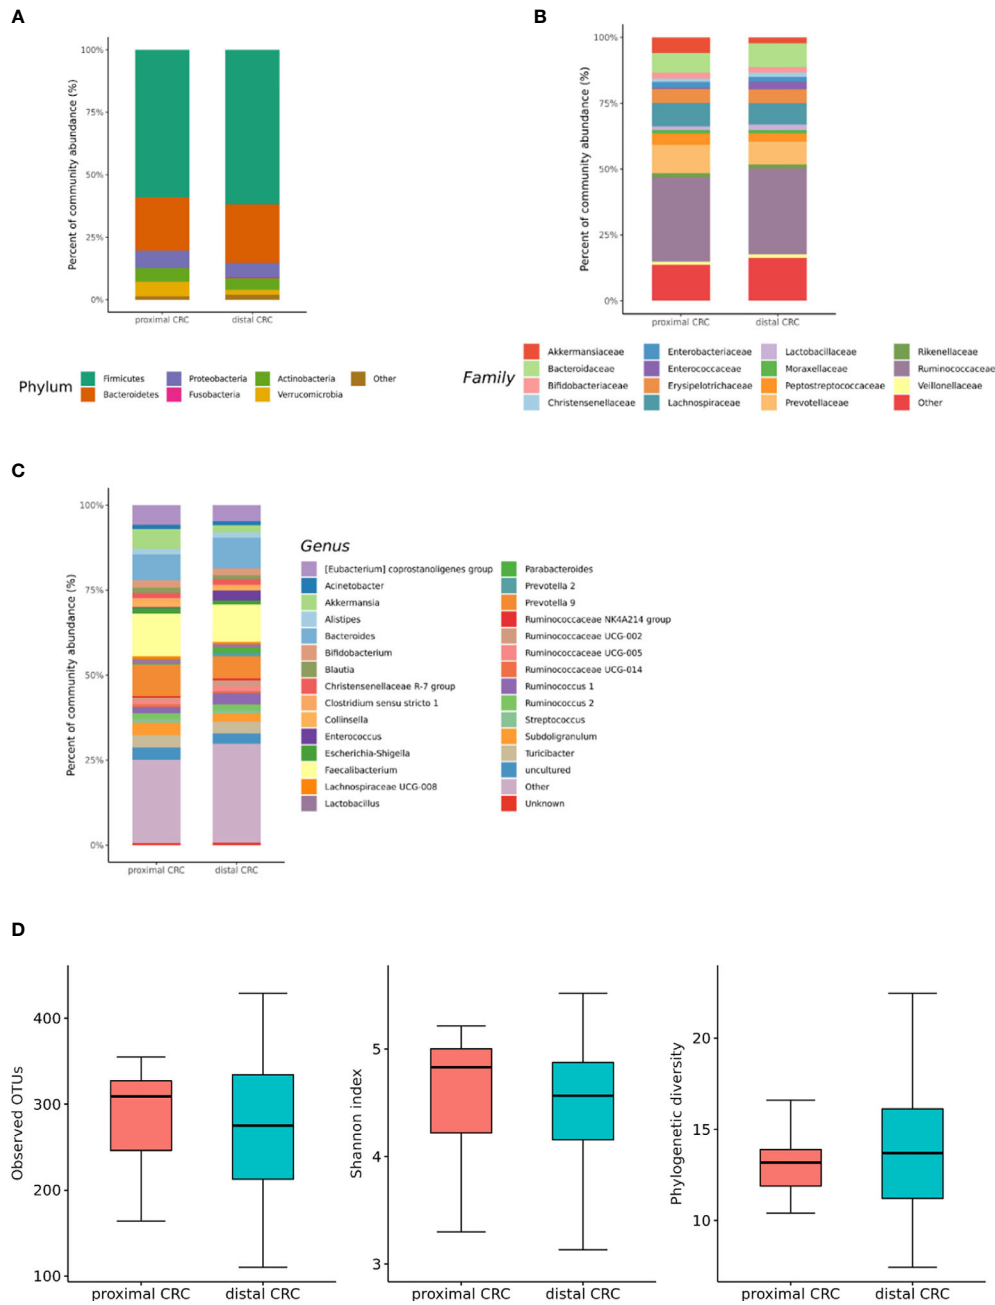 A
Percent of community abundance (%)
100%
75%
50%
25%
0%
proximal CRC
distal CRC
Phylum
Firmicutes
Proteobacteria
Actinobacteria
Other
Bacteroidetes
Fusobacteria
Verrucomicrobia
B
Percent of community abundance (%)
100%
75%
50%
25%
0%
proximal CRC
distal CRC
Family
Akkermansiaceae
Enterobacteriaceae
Lactobacillaceae
Rikenellaceae
Bacteroidaceae
Enterococcaceae
Moraxellaceae
Ruminococcaceae
Bifidobacteriaceae
Erysipelotrichaceae
Peptostreptococcaceae
Veillonellaceae
Christensenellaceae
Lachnospiraceae
Prevotellaceae
Other
C
Percent of community abundance (%)
100%
75%
50%
25%
0%
proximal CRC
distal CRC
Genus
[Eubacterium] coprostanoligenes group
Acinetobacter
Akkermansia
Alistipes
Bacteroides
Bifidobacterium
Blautia
Christensenellaceae R-7 group
Clostridium sensu stricto 1
Collinsella
Enterococcus
Escherichia-Shigella
Faecalibacterium
Lachnospiraceae UCG-008
Lactobacillus
Parabacteroides
Prevotella 2
Prevotella 9
Ruminococcaceae NK4A214 group
Ruminococcaceae UCG-002
Ruminococcaceae UCG-005
Ruminococcaceae UCG-014
Ruminococcus 1
Ruminococcus 2
Streptococcus
Subdoligranulum
Turicibacter
uncultured
Other
Unknown
D
Observed OTUs
400
300
200
100
proximal CRC
distal CRC
Shannon index
5
4
3
proximal CRC
distal CRC
Phylogenetic diversity
20
15
10
proximal CRC
distal CRC